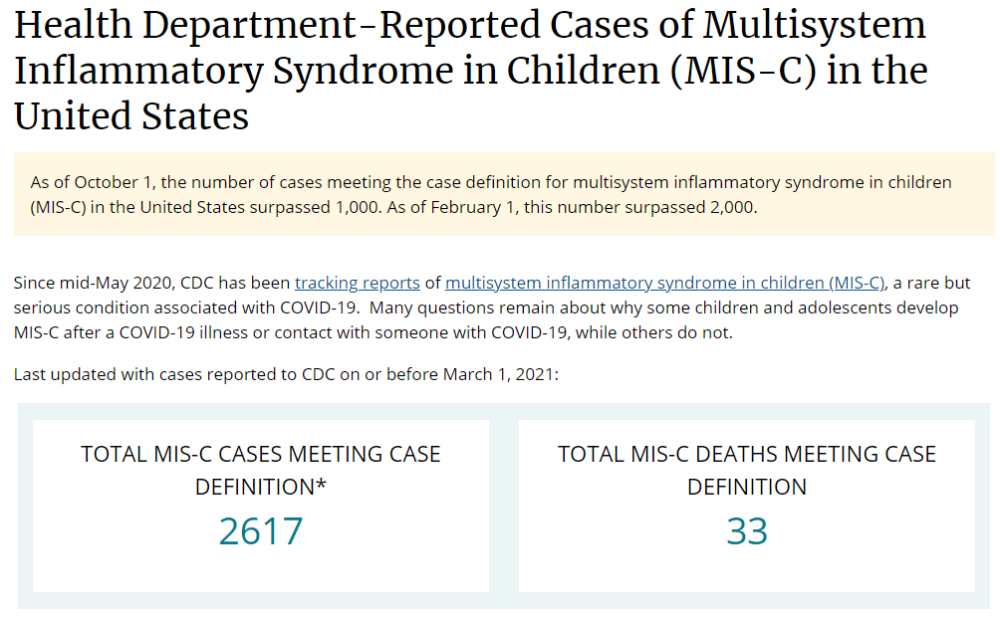 Health Department-Reported Cases of Multisystem
Inflammatory Syndrome in Children (MIS-C) in the
United States
As of October 1, the number of cases meeting the case definition for multisystem inflammatory syndrome in children
(MIS-C) in the United States surpassed 1,000. As of February 1, this number surpassed 2,000.
Since mid-May 2020, CDC has been tracking reports of multisystem inflammatory syndrome in children (MIS-C), a rare but
serious condition associated with COVID-19.  Many questions remain about why some children and adolescents develop
MIS-C after a COVID-19 illness or contact with someone with COVID-19, while others do not.
Last updated with cases reported to CDC on or before March 1, 2021:
TOTAL MIS-C CASES MEETING CASE
DEFINITION*
2617
TOTAL MIS-C DEATHS MEETING CASE
DEFINITION
33